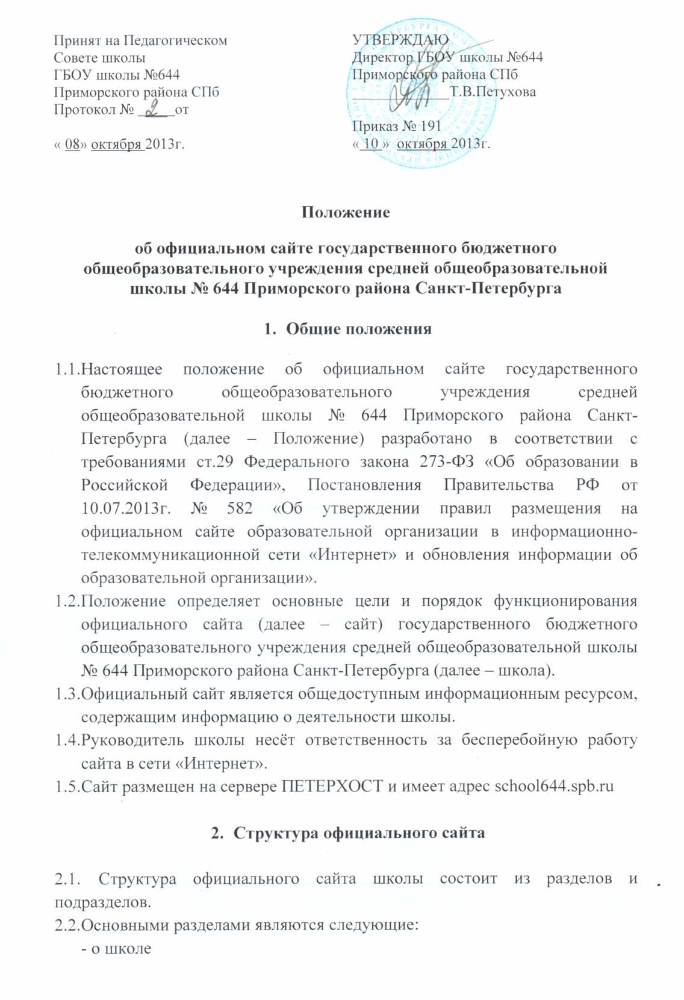 Принят на Педагогическом
Совете школы
ГБОУ школы №644
Приморского района СПб
Протокол № 2 от
« 08» октября 2013г.
УТВЕРЖДАЮ
Директор ГБОУ школы №644
Приморского района СПб
____________Т.В.Петухова
Приказ № 191
« 10 » октября 2013г.
Положение
об официальном сайте государственного бюджетного
общеобразовательного учреждения средней общеобразовательной
школы № 644 Приморского района Санкт-Петербурга
1. Общие положения
1.1.Настоящее положение об официальном сайте государственного
бюджетного общеобразовательного учреждения средней
общеобразовательной школы № 644 Приморского района Санкт-
Петербурга (далее – Положение) разработано в соответствии с
требованиями ст.29 Федерального закона 273-ФЗ «Об образовании в
Российской Федерации», Постановления Правительства РФ от
10.07.2013г. № 582 «Об утверждении правил размещения на
официальном сайте образовательной организации в информационно-
телекоммуникационной сети «Интернет» и обновления информации об
образовательной организации».
1.2.Положение определяет основные цели и порядок функционирования
официального сайта (далее – сайт) государственного бюджетного
общеобразовательного учреждения средней общеобразовательной школы
№ 644 Приморского района Санкт-Петербурга (далее – школа).
1.3.Официальный сайт является общедоступным информационным ресурсом,
содержащим информацию о деятельности школы.
1.4.Руководитель школы несёт ответственность за бесперебойную работу
сайта в сети «Интернет».
1.5.Сайт размещен на сервере ПЕТЕРХОСТ и имеет адрес school644.spb.ru
2. Структура официального сайта
2.1. Структура официального сайта школы состоит из разделов и
подразделов.
2.2.Основными разделами являются следующие:
- о школе